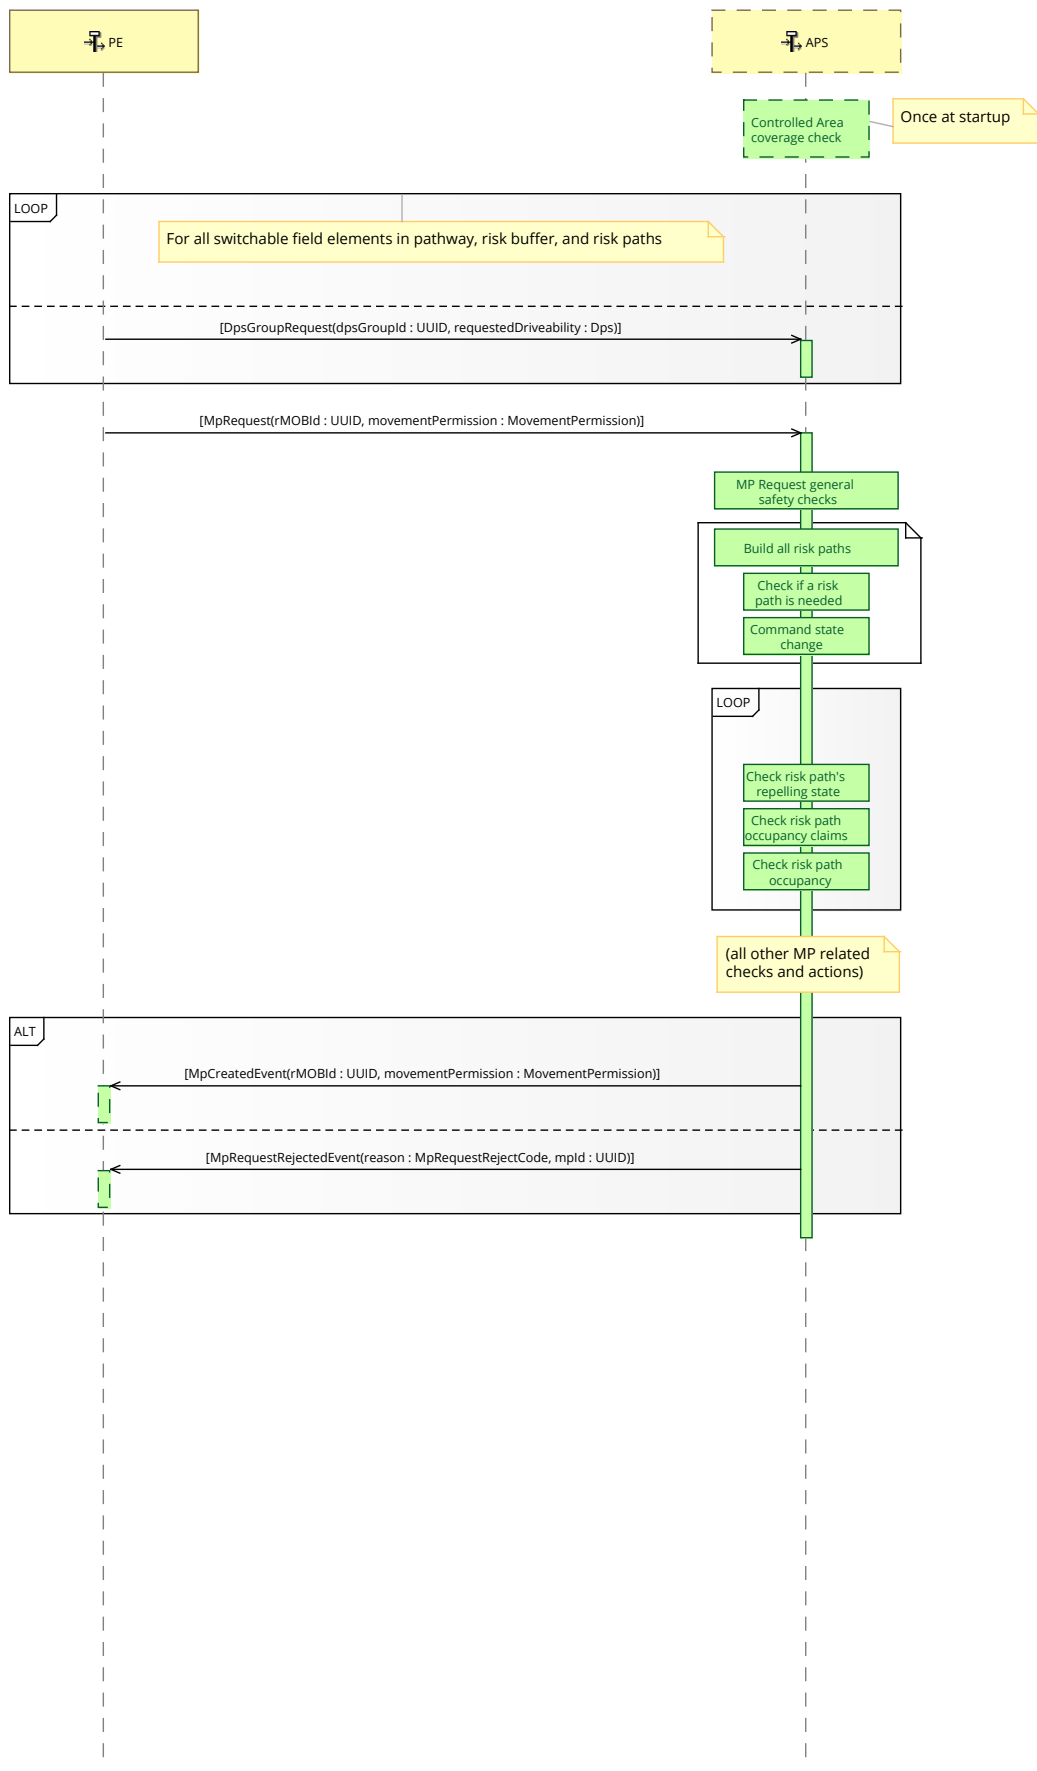 PE
APS
Controlled Area
coverage check
Once at startup
LOOP
For all switchable field elements in pathway, risk buffer, and risk paths
[DpsGroupRequest(dpsGroupId : UUID, requestedDriveability : Dps)]
[MpRequest(rMOBId : UUID, movementPermission : MovementPermission)]
MP Request general
safety checks
Build all risk paths
Check if a risk
path is needed
Command state
change
LOOP
Check risk path's
repelling state
Check risk path
occupancy claims
Check risk path
occupancy
(all other MP related
checks and actions)
ALT
[MpCreatedEvent(rMOBId : UUID, movementPermission : MovementPermission)]
[MpRequestRejectedEvent(reason : MpRequestRejectCode, mpId : UUID)]